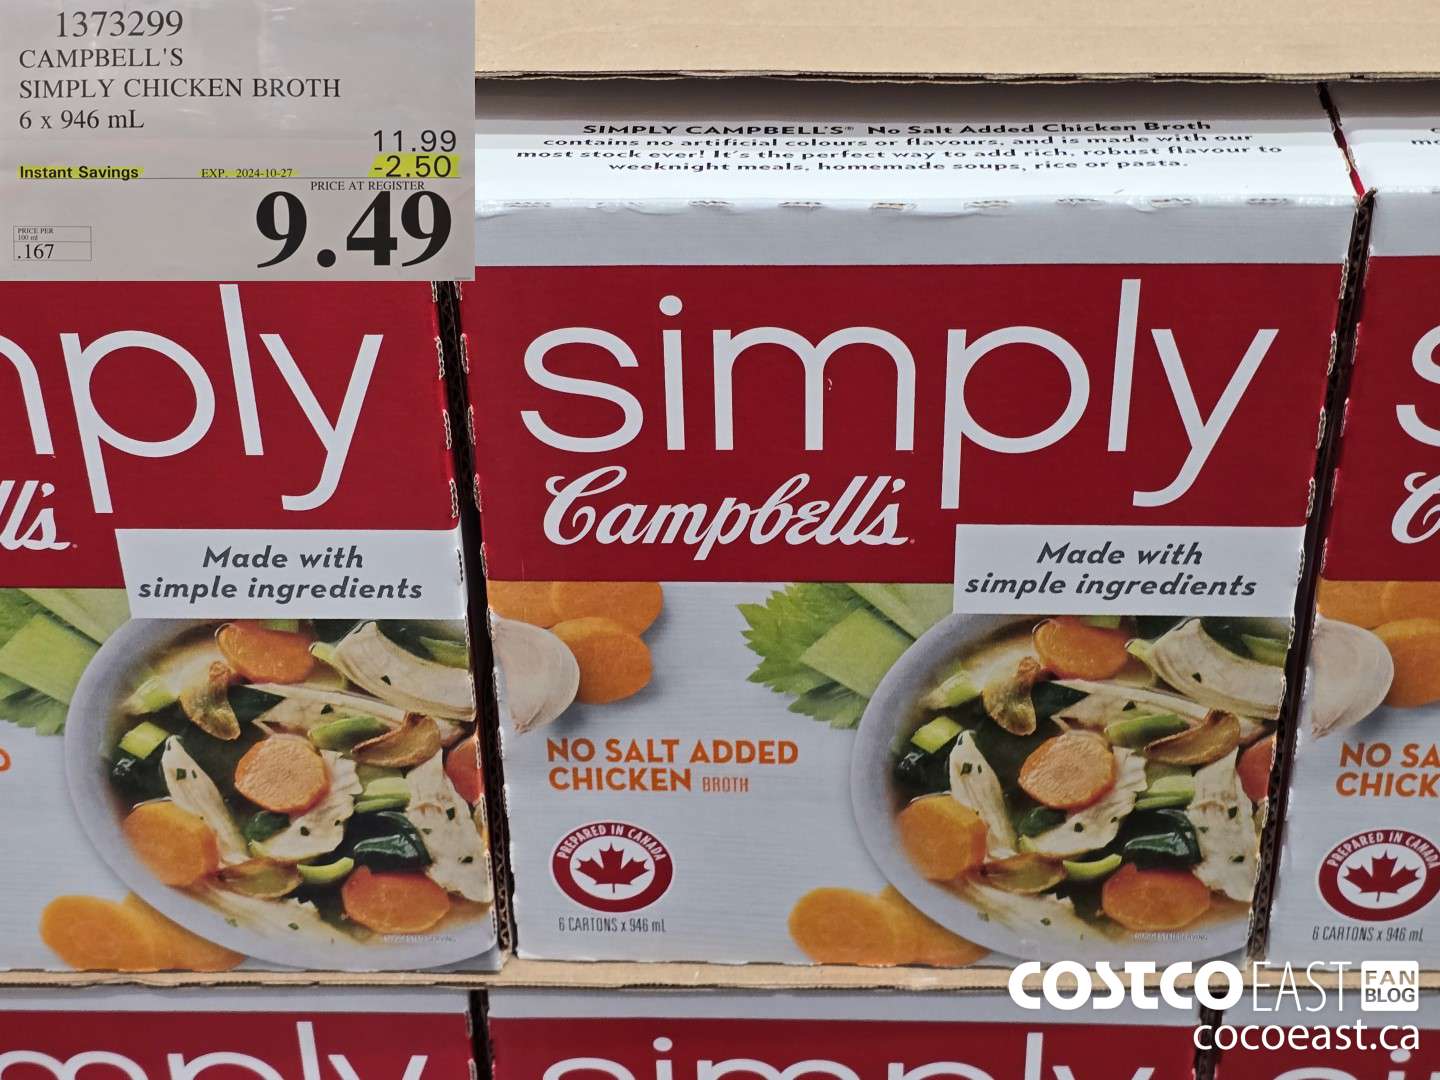 1373299
CAMPBELL'S
SIMPLY CHICKEN BROTH
6 x 946 mL
11.99
Instant Savings EXP. 2024-10-27 -2.50
PRICE AT REGISTER
9.49
PRICE PER
100 ml
.167
SIMPLY CAMPBELL'S® No Salt Added Chicken Broth
contains no artificial colours or flavours, and is made with our
most stock ever! It's the perfect way to add rich, robust flavour to
weeknight meals, homemade soups, rice or pasta.
mply
simply
s
ll's
Campbell's
C
Made with
simple ingredients
Made with
simple ingredients
NO SALT ADDED
CHICKEN BROTH
NO SA
CHICK
PREPARED IN CANADA
PREPARED IN CANADA
6 CARTONS x 946 mL
6 CARTONS x 946 mL
COSTCO EAST FAN BLOG
cocoeast.ca
mply
simply
si